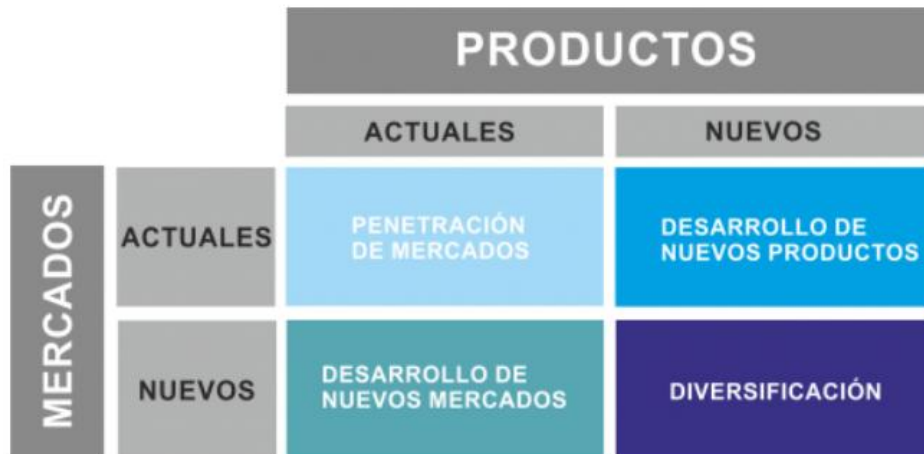 PRODUCTOS
ACTUALES
NUEVOS
MERCADOS
ACTUALES
PENETRACIÓN
DE MERCADOS
DESARROLLO DE
NUEVOS PRODUCTOS
NUEVOS
DESARROLLO DE
NUEVOS MERCADOS
DIVERSIFICACIÓN